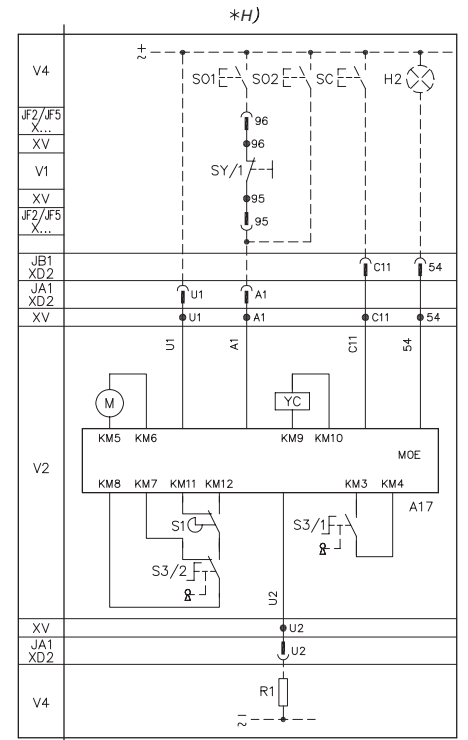 *H)
+
~
V4
SO1
SO2
SC
H2
JF2/JF5
X...
96
XV
96
V1
SY/1
XV
95
JF2/JF5
X...
95
JB1
XD2
C11
54
JA1
XD2
U1
A1
XV
U1
A1
C11
54
U1
A1
C11
54
M
YC
KM5
KM6
KM9
KM10
MOE
V2
KM8
KM7
KM11
KM12
KM3
KM4
A17
S1
S3/1
S3/2
U2
XV
U2
JA1
XD2
U2
V4
R1
~
–